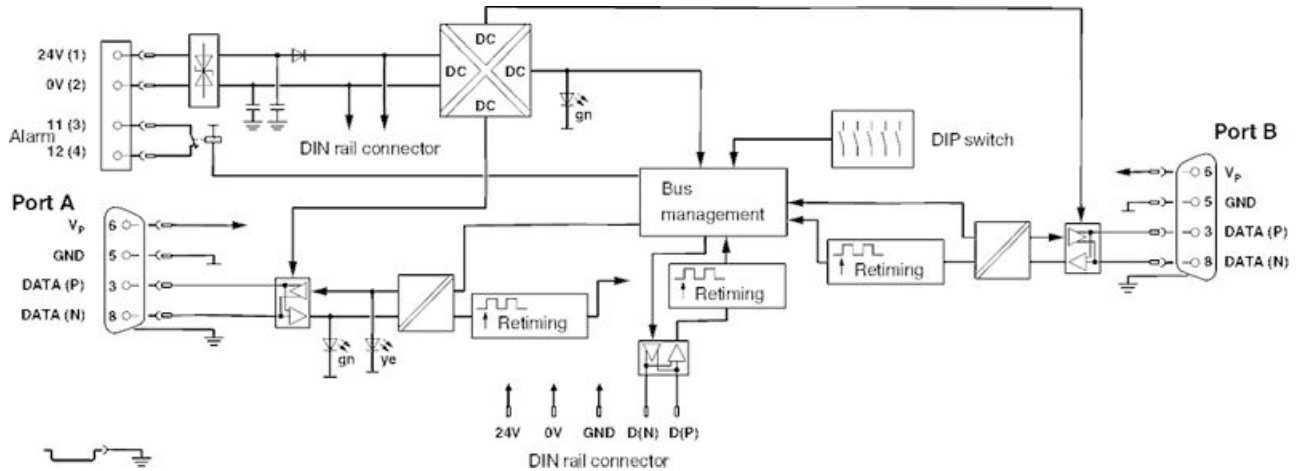 24V (1)
0V (2)
11 (3)
Alarm
12 (4)
DIN rail connector
DC
DC
DC
DC
gn
DIP switch
Port B
6 VP
5 GND
3 DATA (P)
8 DATA (N)
Bus
management
Port A
VP 6
GND 5
DATA (P) 3
DATA (N) 8
Retiming
Retiming
Retiming
gn
ye
24V 0V GND D(N) D(P)
DIN rail connector